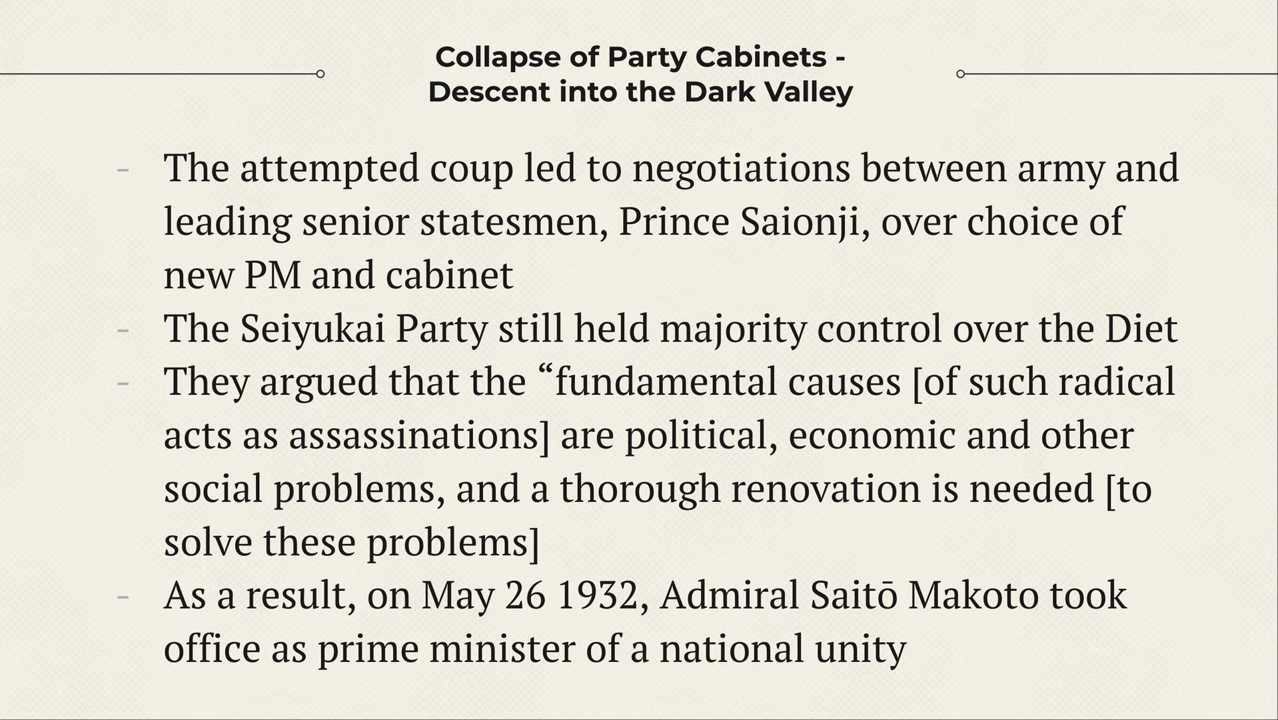 Collapse of Party Cabinets -
Descent into the Dark Valley
- The attempted coup led to negotiations between army and
leading senior statesmen, Prince Saionji, over choice of
new PM and cabinet
- The Seiyukai Party still held majority control over the Diet
- They argued that the “fundamental causes [of such radical
acts as assassinations] are political, economic and other
social problems, and a thorough renovation is needed [to
solve these problems]
- As a result, on May 26 1932, Admiral Saitō Makoto took
office as prime minister of a national unity